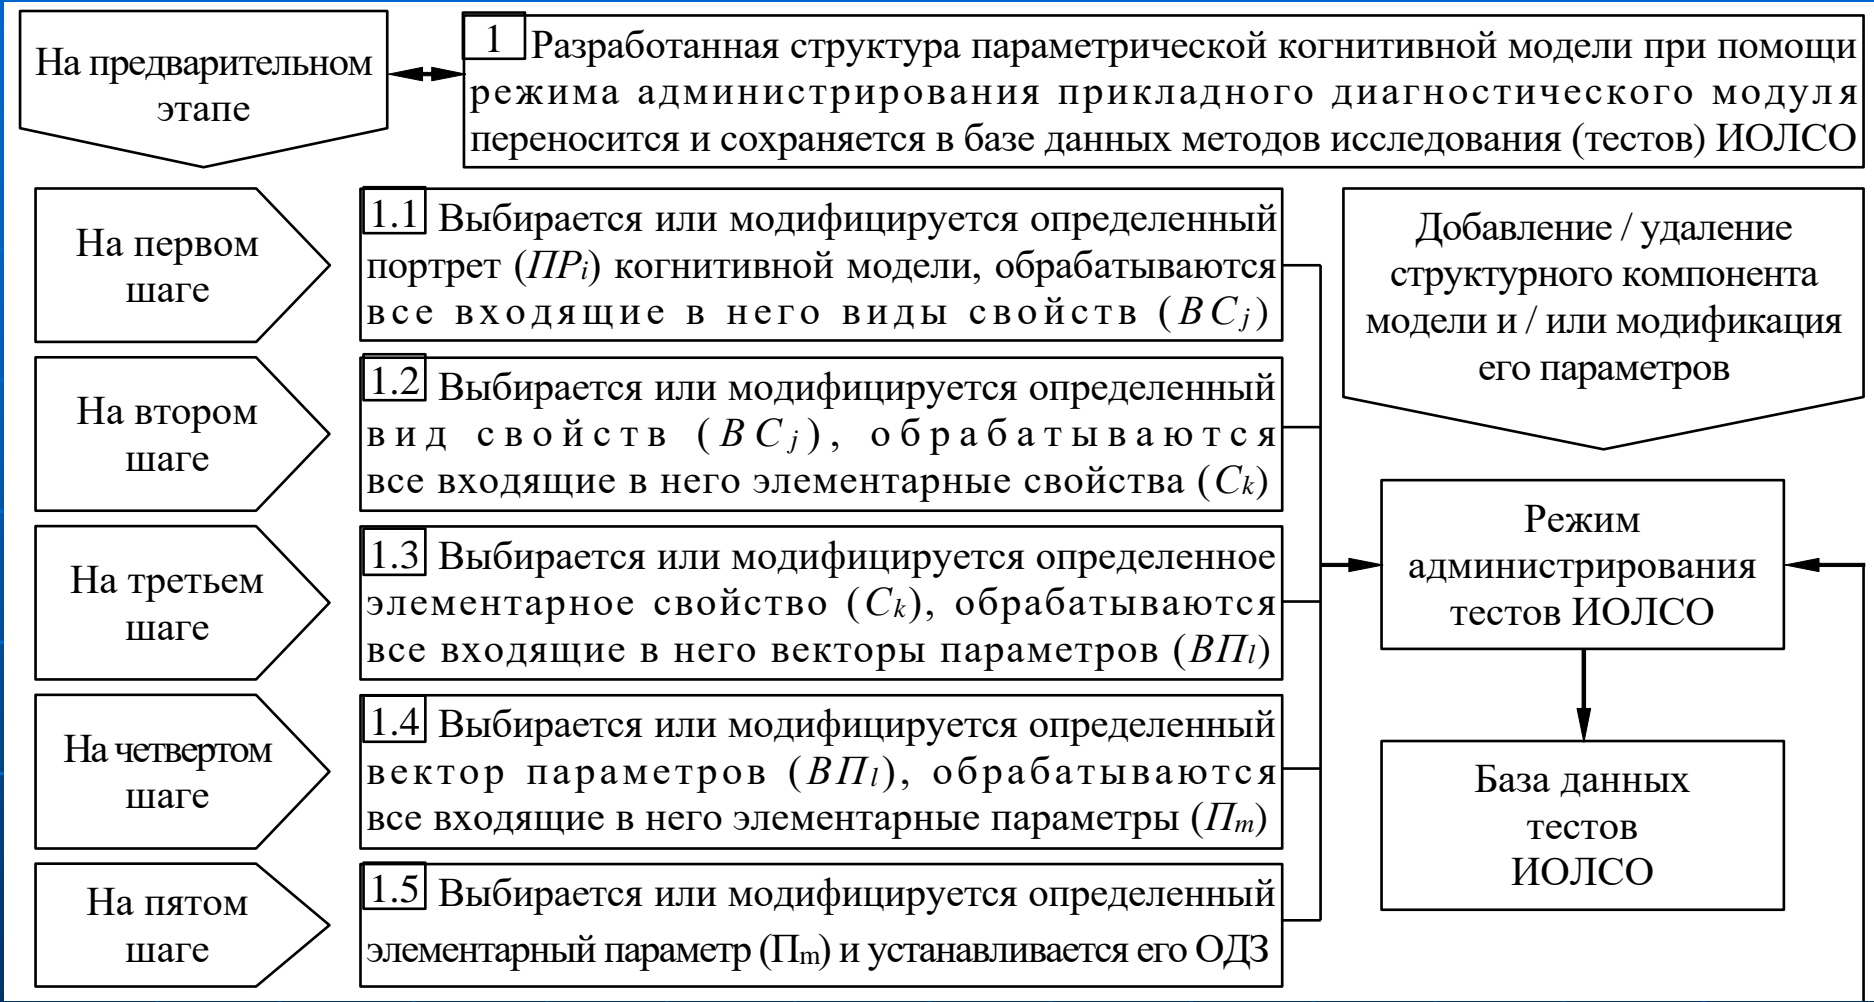 На предварительном
этапе
1 Разработанная структура параметрической когнитивной модели при помощи
режима администрирования прикладного диагностического модуля
переносится и сохраняется в базе данных методов исследования (тестов) ИОЛСО
На первом
шаге
1.1 Выбирается или модифицируется определенный
портрет (ПРi) когнитивной модели, обрабатываются
все входящие в него виды свойств (ВСj)
На втором
шаге
1.2 Выбирается или модифицируется определенный
вид свойств (ВСj), обрабатываются
все входящие в него элементарные свойства (Сk)
На третьем
шаге
1.3 Выбирается или модифицируется определенное
элементарное свойство (Сk), обрабатываются
все входящие в него векторы параметров (ВПl)
На четвертом
шаге
1.4 Выбирается или модифицируется определенный
вектор параметров (ВПl), обрабатываются
все входящие в него элементарные параметры (Пm)
На пятом
шаге
1.5 Выбирается или модифицируется определенный
элементарный параметр (Пm) и устанавливается его ОДЗ
Добавление / удаление
структурного компонента
модели и / или модификация
его параметров
Режим
администрирования
тестов ИОЛСО
База данных
тестов
ИОЛСО